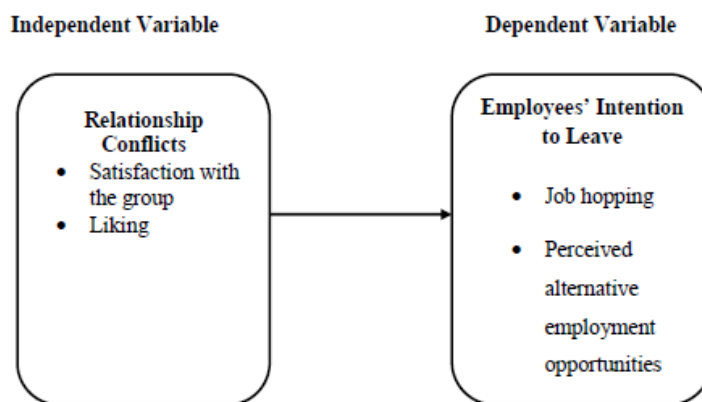 Independent Variable
Dependent Variable
Relationship
Conflicts
• Satisfaction with
the group
• Liking
Employees’ Intention
to Leave
• Job hopping
• Perceived
alternative
employment
opportunities